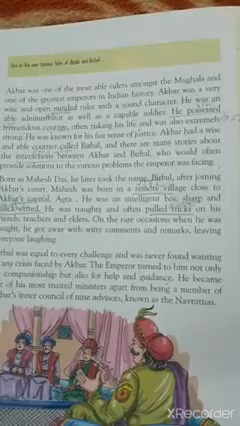 One of the most famous tales of Akbar and Birbal
Akbar was one of the most able rulers amongst the Mughals and
one of the greatest emperors in Indian history. Akbar was a very
wise and open minded ruler with a sound character. He was an
able administrator as well as a capable soldier. He possessed
tremendous courage, often risking his life and was also extremely
strong. He was known for his fair sense of justice. Akbar had a wise
and able courtier called Birbal, and there are many stories about
the interactions between Akbar and Birbal, who would often
provide solutions to the various problems the emperor was facing.
Born as Mahesh Das, he later took the name, Birbal, after joining
Akbar's court. Mahesh was born in a remote village close to
Akbar's capital, Agra. He was an intelligent boy, sharp and
quick witted. He was naughty and often pulled tricks on his
friends, teachers and elders. On the rare occasions when he was
caught, he got away with witty comments and remarks, leaving
everyone laughing
Birbal was equal to every challenge and was never found wanting
any crisis faced by Akbar. The Emperor turned to him not only
companionship but also for help and guidance. He became
e of his most trusted ministers apart from being a member of
bar's inner council of nine advisors, known as the Navratnas.
XRecorder